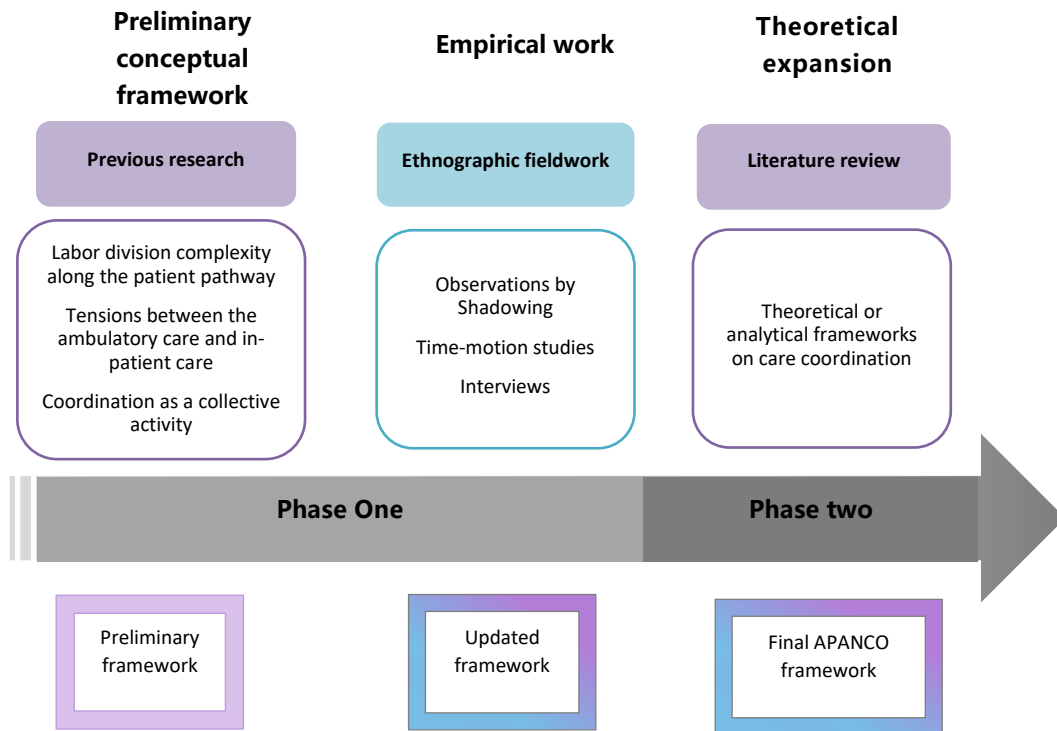 Preliminary
conceptual
framework
Empirical work
Theoretical
expansion
Previous research
Ethnographic fieldwork
Literature review
Labor division complexity
along the patient pathway
Tensions between the
ambulatory care and in-
patient care
Coordination as a collective
activity
Observations by
Shadowing
Time-motion studies
Interviews
Theoretical or
analytical frameworks
on care coordination
Phase One
Phase two
Preliminary
framework
Updated
framework
Final APANCO
framework